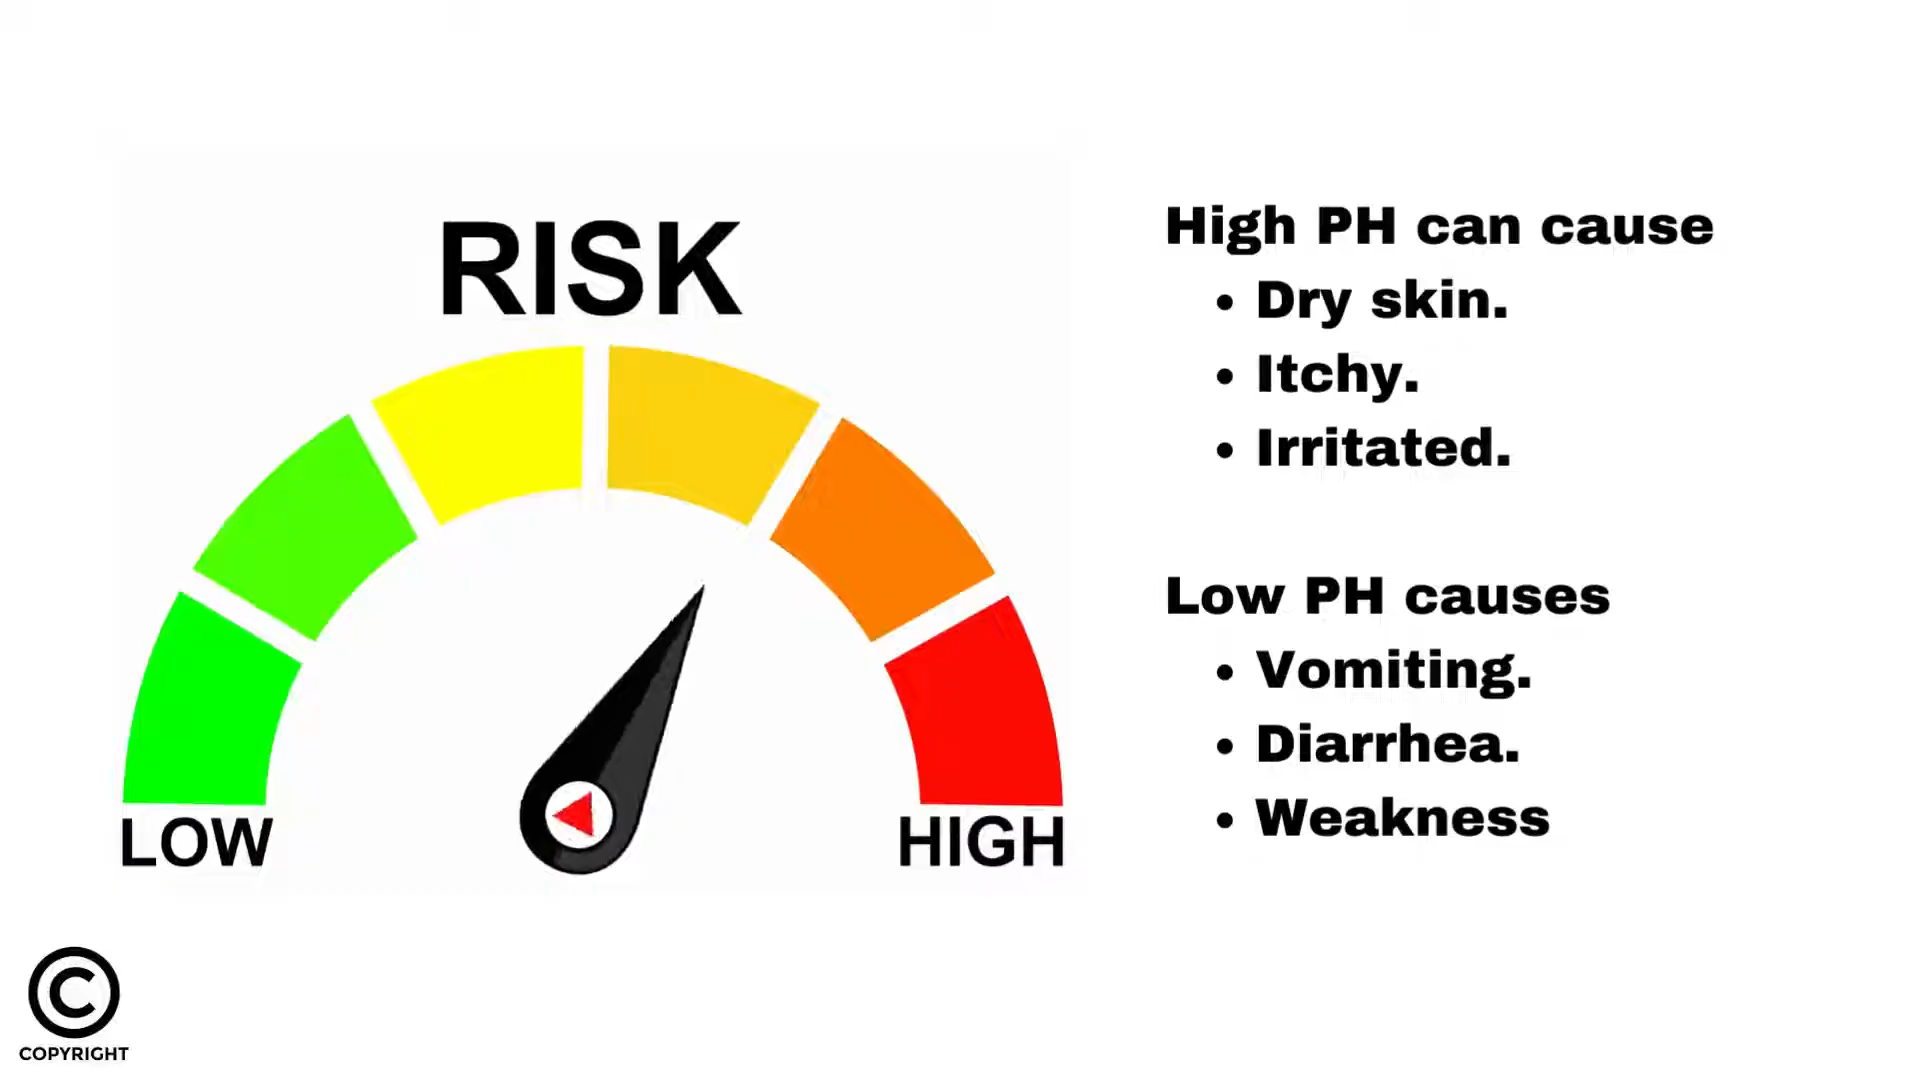 RISK
LOW
HIGH
High PH can cause
• Dry skin.
• Itchy.
• Irritated.
Low PH causes
• Vomiting.
• Diarrhea.
• Weakness
©
COPYRIGHT